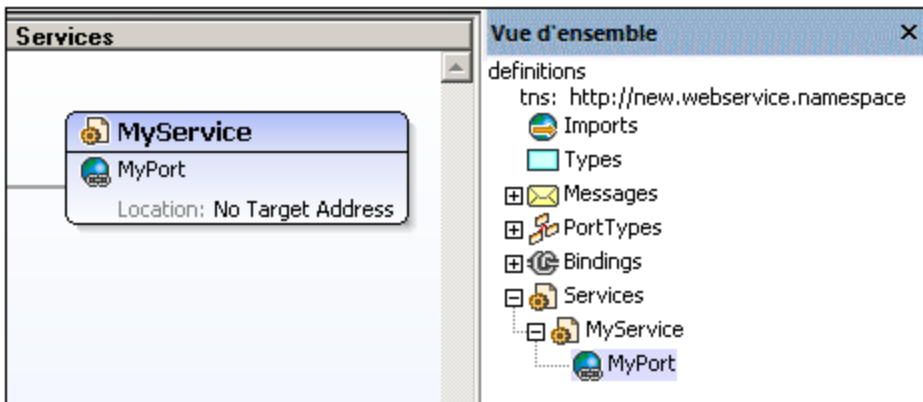 Services
MyService
MyPort
Location: No Target Address
Vue d'ensemble
definitions
tns: http://new.webservice.namespace
Imports
Types
Messages
PortTypes
Bindings
Services
MyService
MyPort